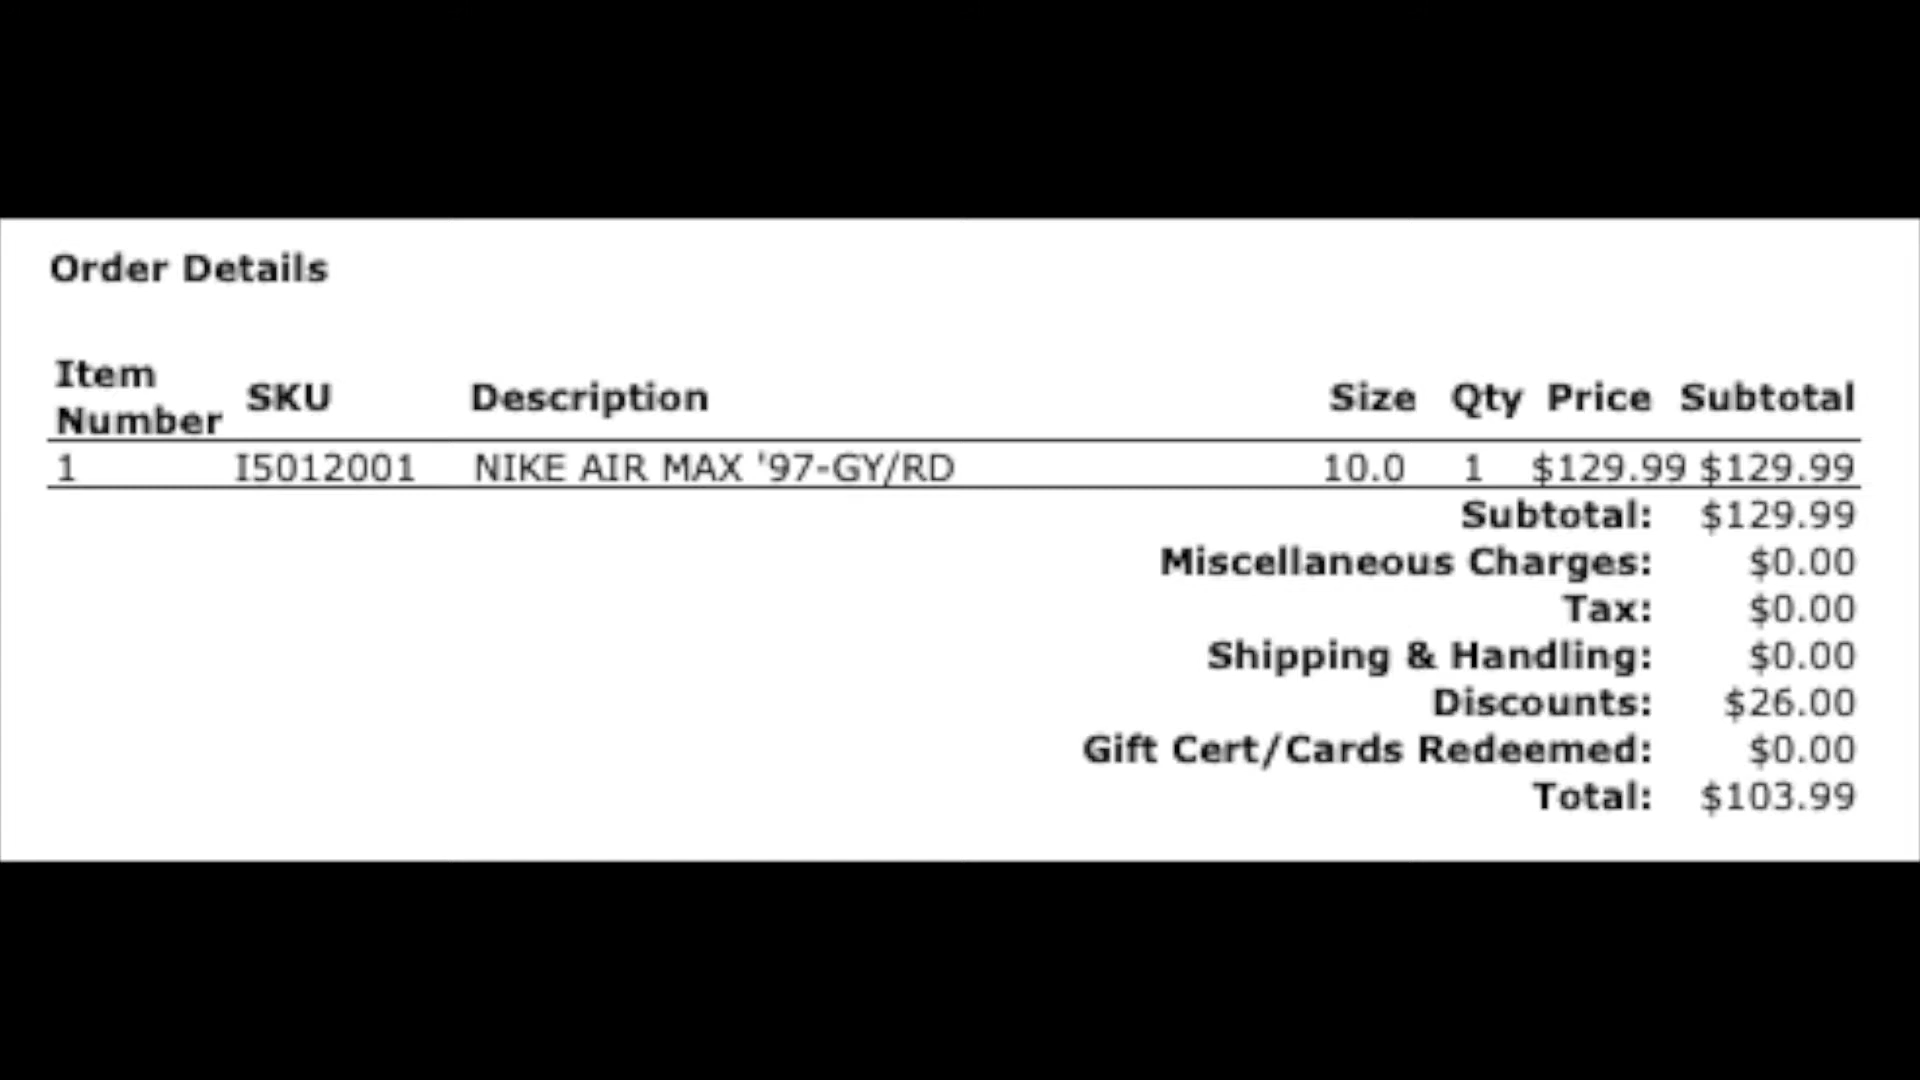 Order Details
Item Number SKU Description Size Qty Price Subtotal
1 I5012001 NIKE AIR MAX '97-GY/RD 10.0 1 $129.99 $129.99
Subtotal: $129.99
Miscellaneous Charges: $0.00
Tax: $0.00
Shipping & Handling: $0.00
Discounts: $26.00
Gift Cert/Cards Redeemed: $0.00
Total: $103.99